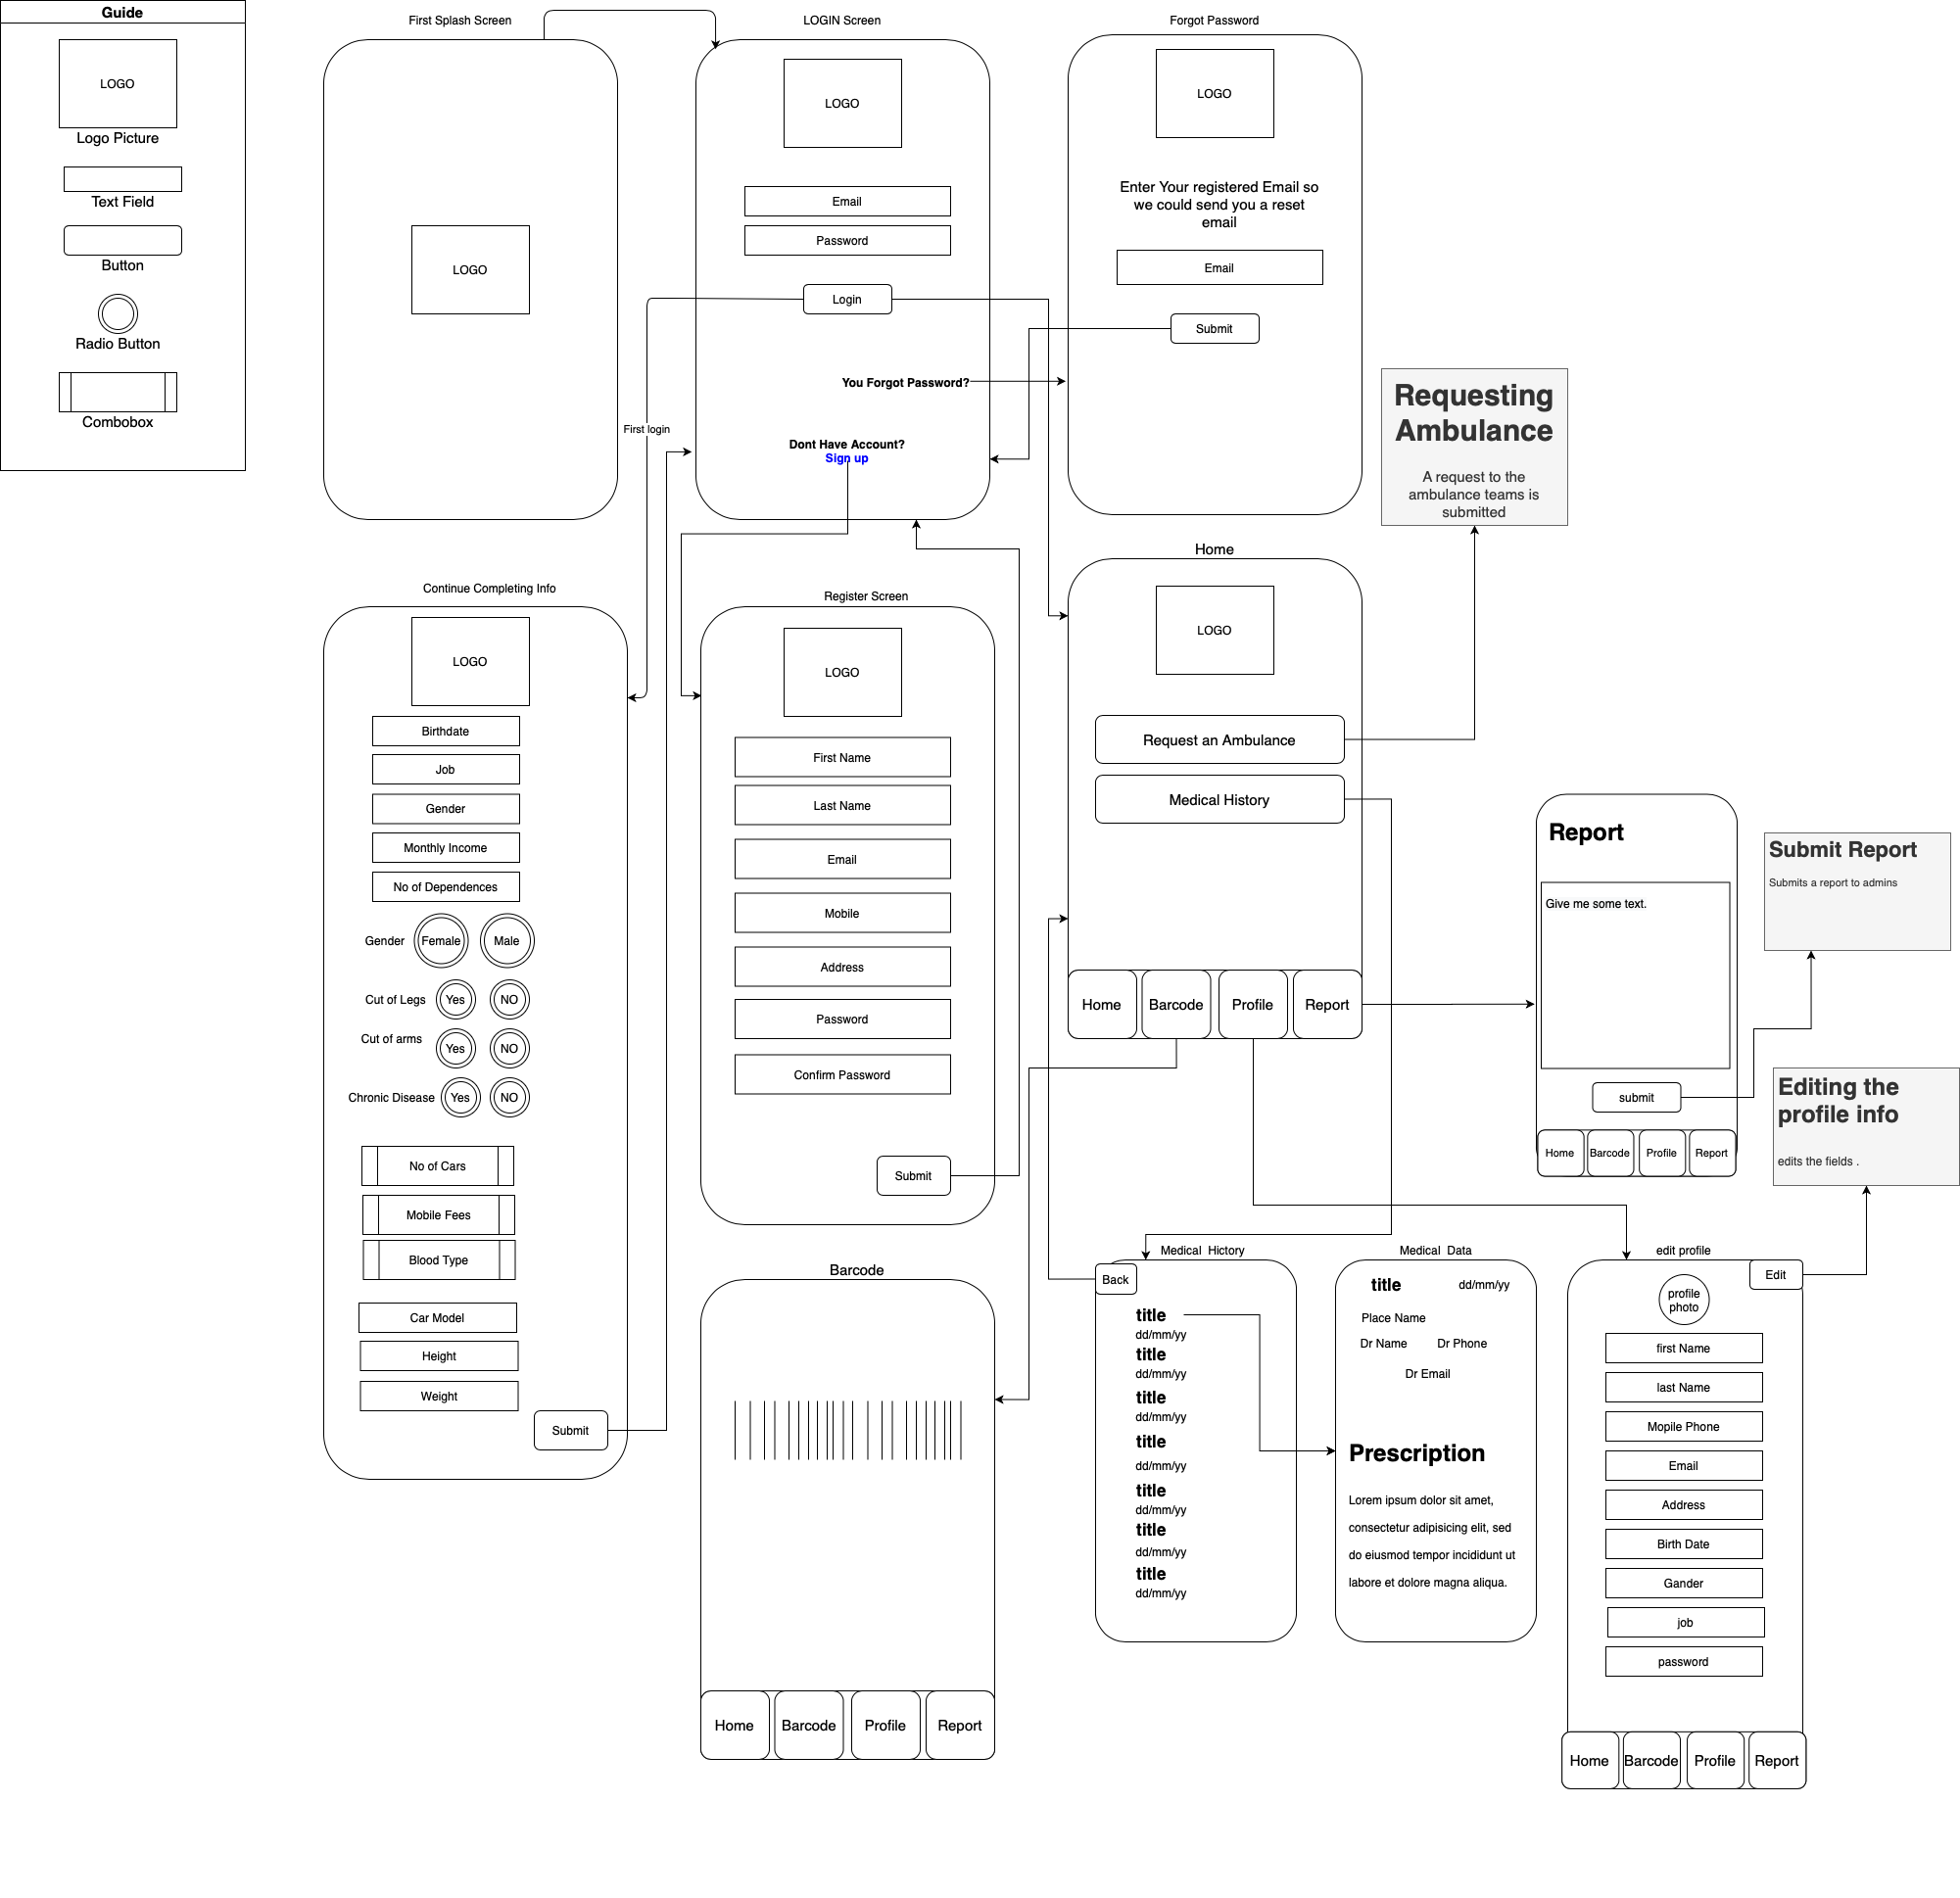 Guide
LOGO
Logo Picture
Text Field
Button
Radio Button
Combobox
First Splash Screen
LOGO
LOGIN Screen
LOGO
Email
Password
Login
You Forgot Password?
Dont Have Account?
Sign up
First login
Forgot Password
LOGO
Enter Your registered Email so
we could send you a reset
email
Email
Submit
Requesting
Ambulance
A request to the
ambulance teams is
submitted
Continue Completing Info
LOGO
Birthdate
Job
Gender
Monthly Income
No of Dependences
Gender Female Male
Cut of Legs Yes NO
Cut of arms Yes NO
Chronic Disease Yes NO
No of Cars
Mobile Fees
Blood Type
Car Model
Height
Weight
Submit
Register Screen
LOGO
First Name
Last Name
Email
Mobile
Address
Password
Confirm Password
Submit
Home
LOGO
Request an Ambulance
Medical History
Home Barcode Profile Report
Report
Give me some text.
submit
Home Barcode Profile Report
Submit Report
Submits a report to admins
Editing the
profile info
edits the fields .
Barcode
Home Barcode Profile Report
Medical Hictory
Back
title
dd/mm/yy
title
dd/mm/yy
title
dd/mm/yy
title
dd/mm/yy
title
dd/mm/yy
title
dd/mm/yy
title
dd/mm/yy
Medical Data
title dd/mm/yy
Place Name
Dr Name Dr Phone
Dr Email
Prescription
Lorem ipsum dolor sit amet,
consectetur adipisicing elit, sed
do eiusmod tempor incididunt ut
labore et dolore magna aliqua.
edit profile
Edit
profile
photo
first Name
last Name
Mopile Phone
Email
Address
Birth Date
Gander
job
password
Home Barcode Profile Report